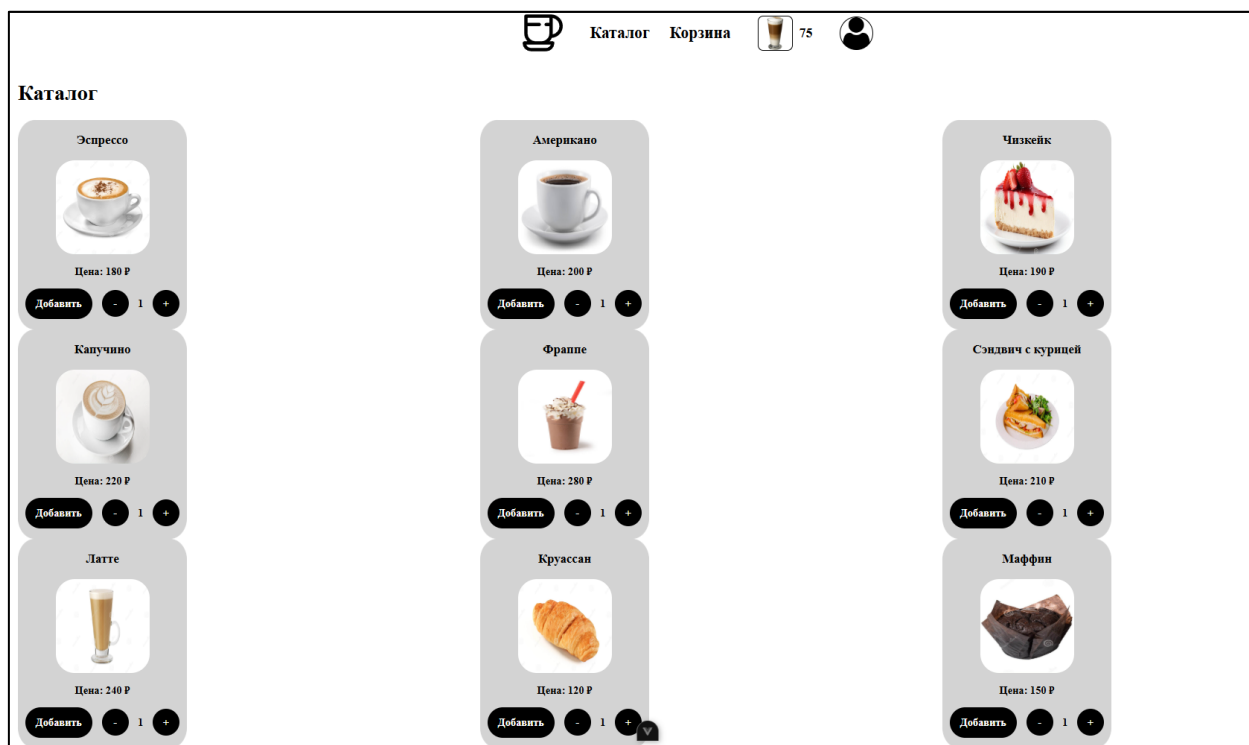 Каталог Корзина 75
Каталог
Эспрессо Американо Чизкейк
Цена: 180 ₽ Цена: 200 ₽ Цена: 190 ₽
Добавить - 1 + Добавить - 1 + Добавить - 1 +
Капучино Фраппе Сэндвич с курицей
Цена: 220 ₽ Цена: 280 ₽ Цена: 210 ₽
Добавить - 1 + Добавить - 1 + Добавить - 1 +
Латте Круассан Маффин
Цена: 240 ₽ Цена: 120 ₽ Цена: 150 ₽
Добавить - 1 + Добавить - 1 + Добавить - 1 +